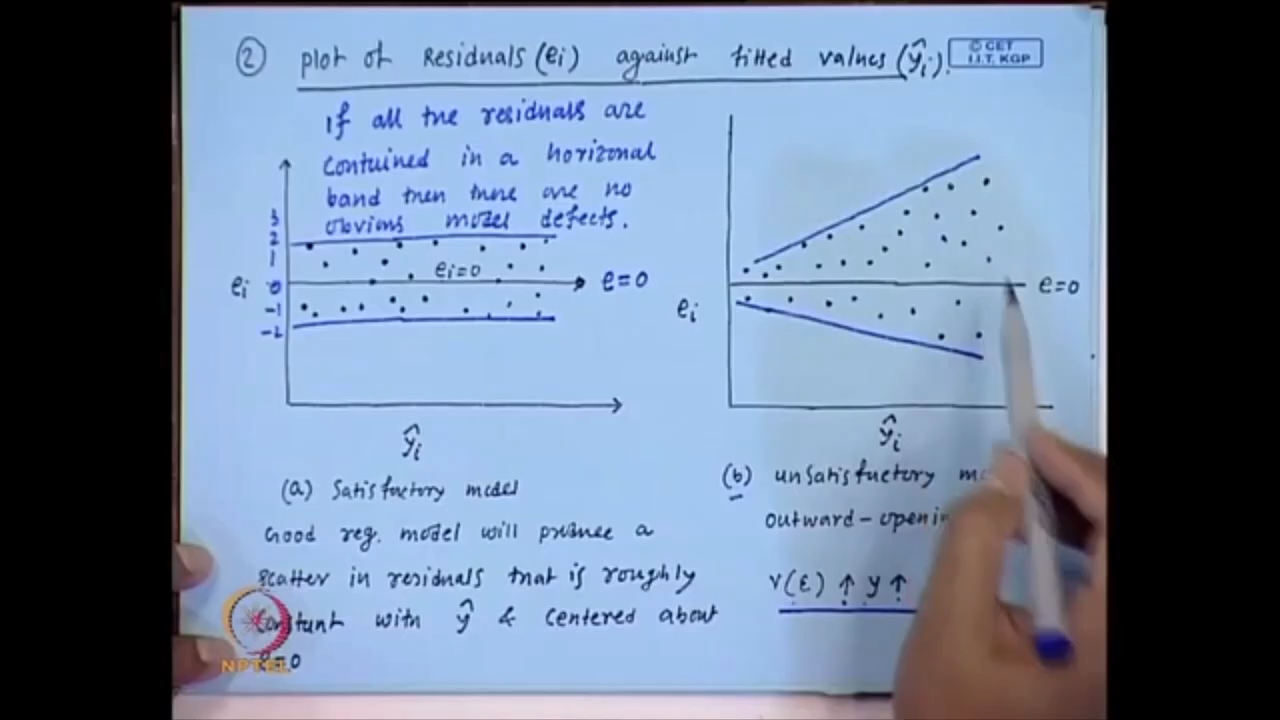 ② Plot of Residuals (ei) against fitted values (ŷi).
© CET
I.I.T. KGP
If all the residuals are
contained in a horizonal
band then there are no
obvious model defects.
3
2
1
0
-1
-2
ei
ei=0
e=0
ŷi
(a) Satisfactory model
Good reg. model will produce a
scatter in residuals that is roughly
constant with ŷ & centered about
e=0
ei
e=0
ŷi
(b) unsatisfactory
outward-
V(ε) ↑ y ↑
NPTEL